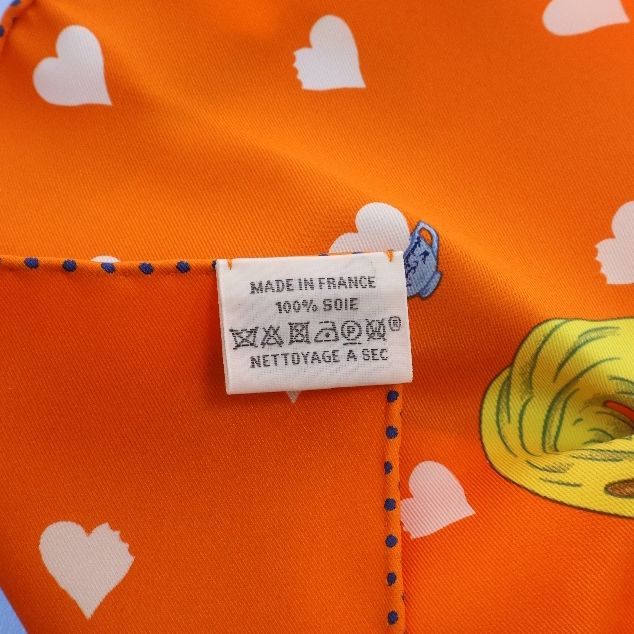 MADE IN FRANCE
100% SOIE
Ⓟ ®
NETTOYAGE A SEC